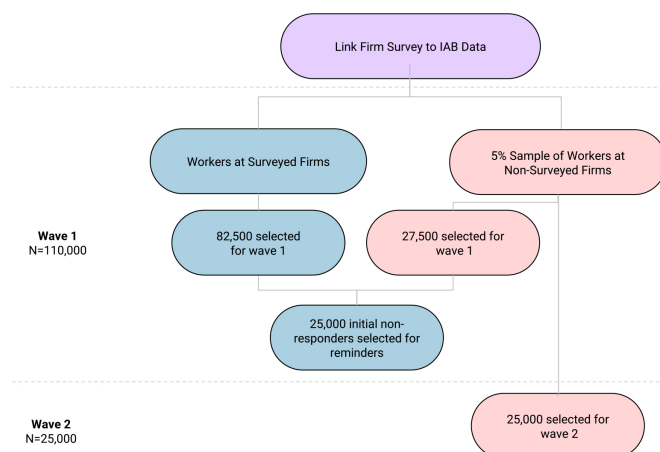 Link Firm Survey to IAB Data
Workers at Surveyed Firms
5% Sample of Workers at
Non-Surveyed Firms
Wave 1
N=110,000
82,500 selected
for wave 1
27,500 selected for
wave 1
25,000 initial non-
responders selected for
reminders
Wave 2
N=25,000
25,000 selected for
wave 2